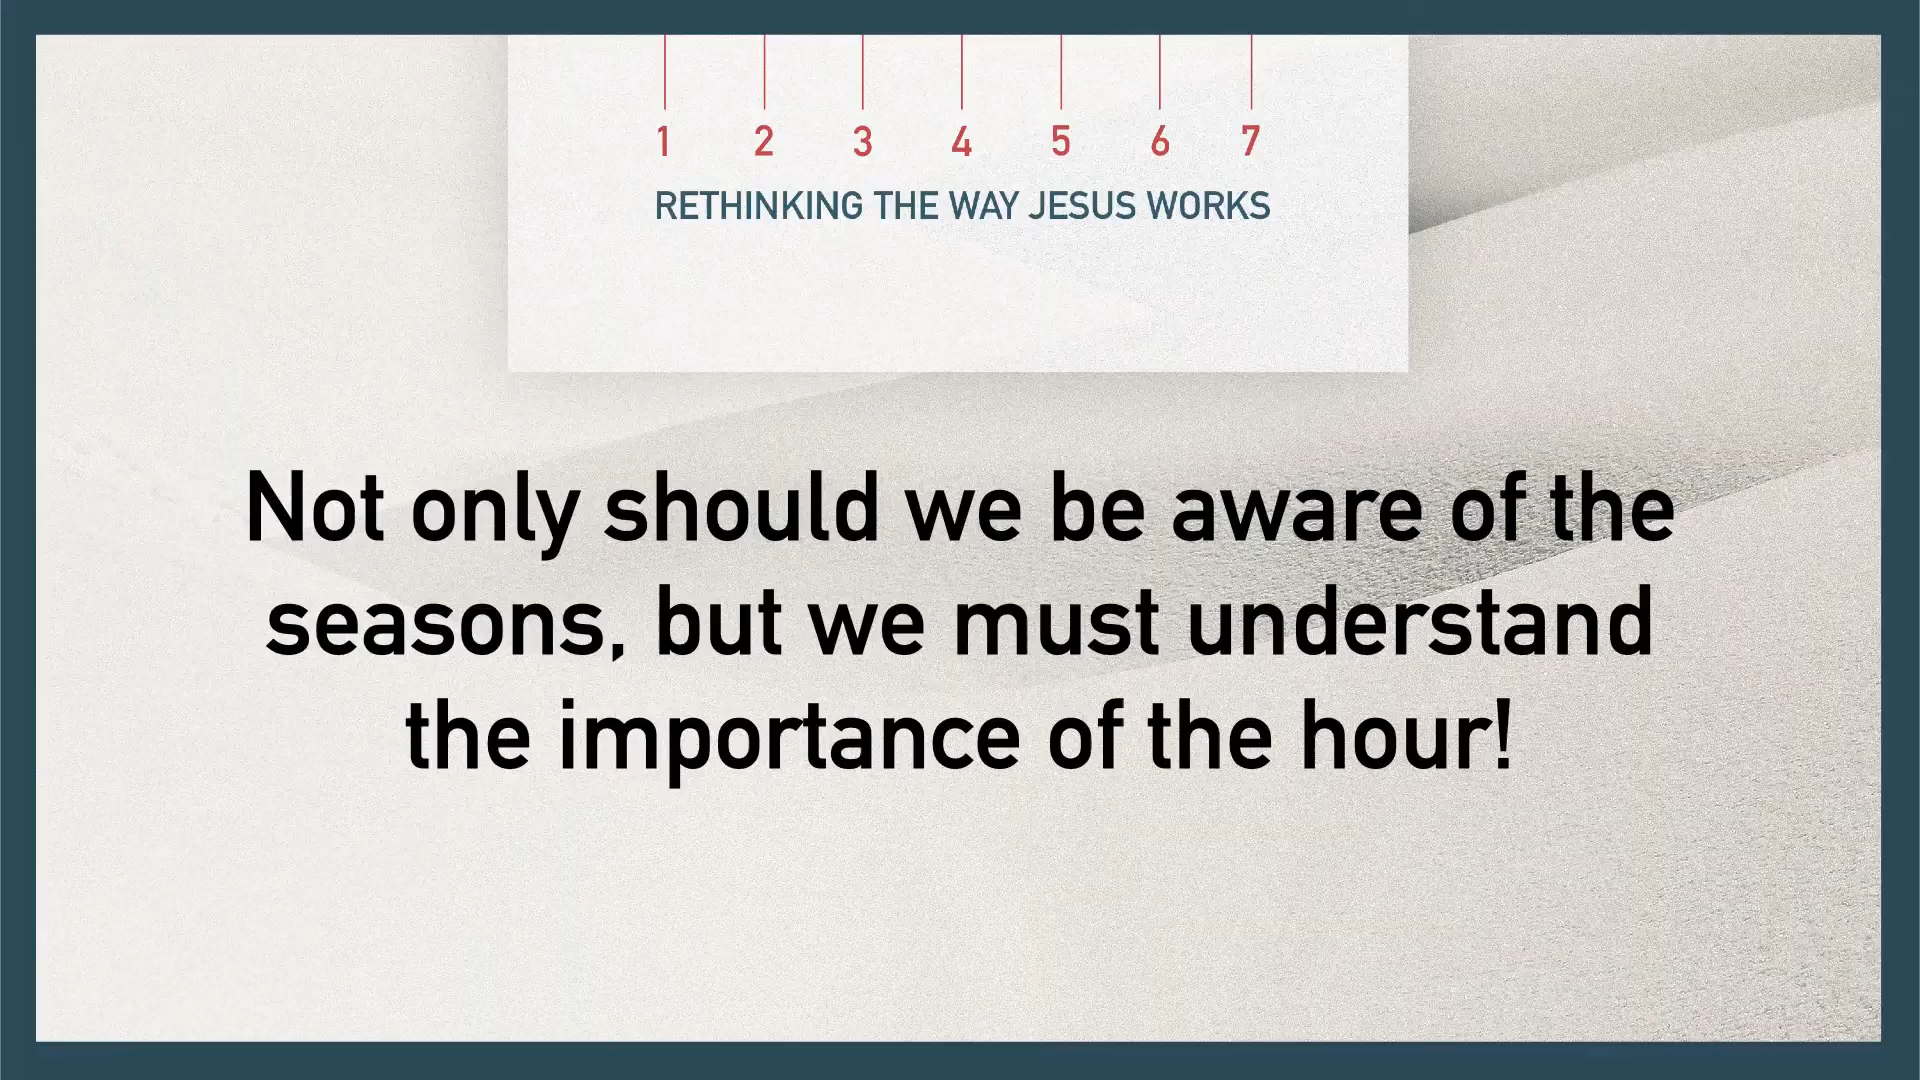 1 2 3 4 5 6 7
RETHINKING THE WAY JESUS WORKS
Not only should we be aware of the
seasons, but we must understand
the importance of the hour!